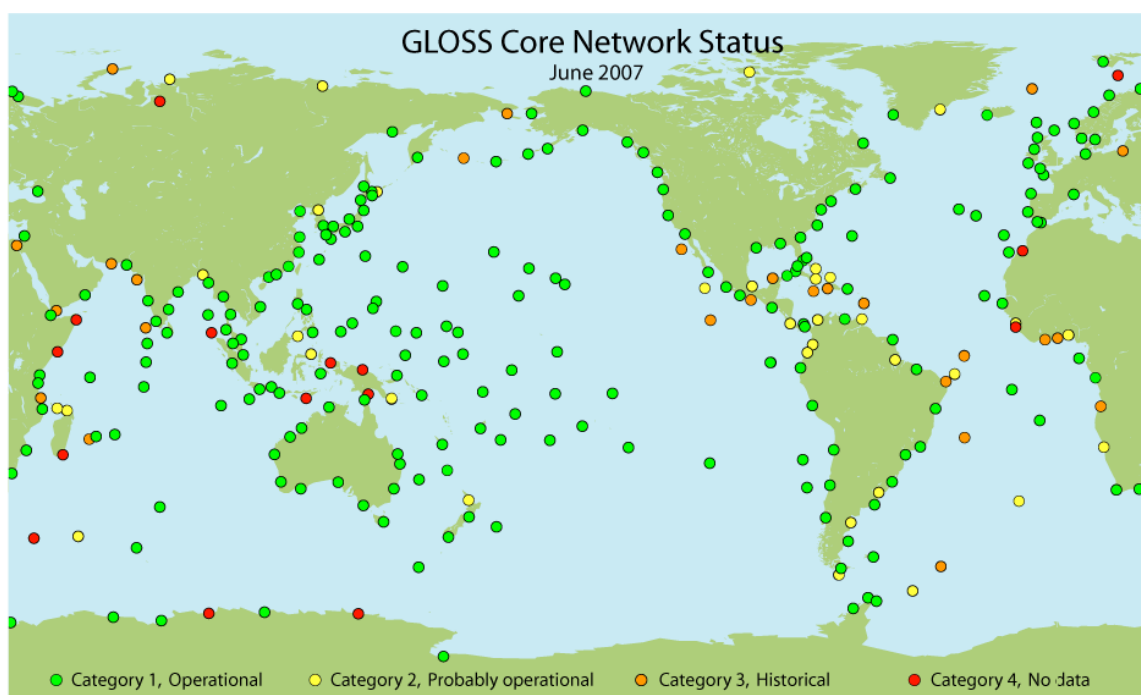 GLOSS Core Network Status
June 2007
Category 1, Operational
Category 2, Probably operational
Category 3, Historical
Category 4, No data